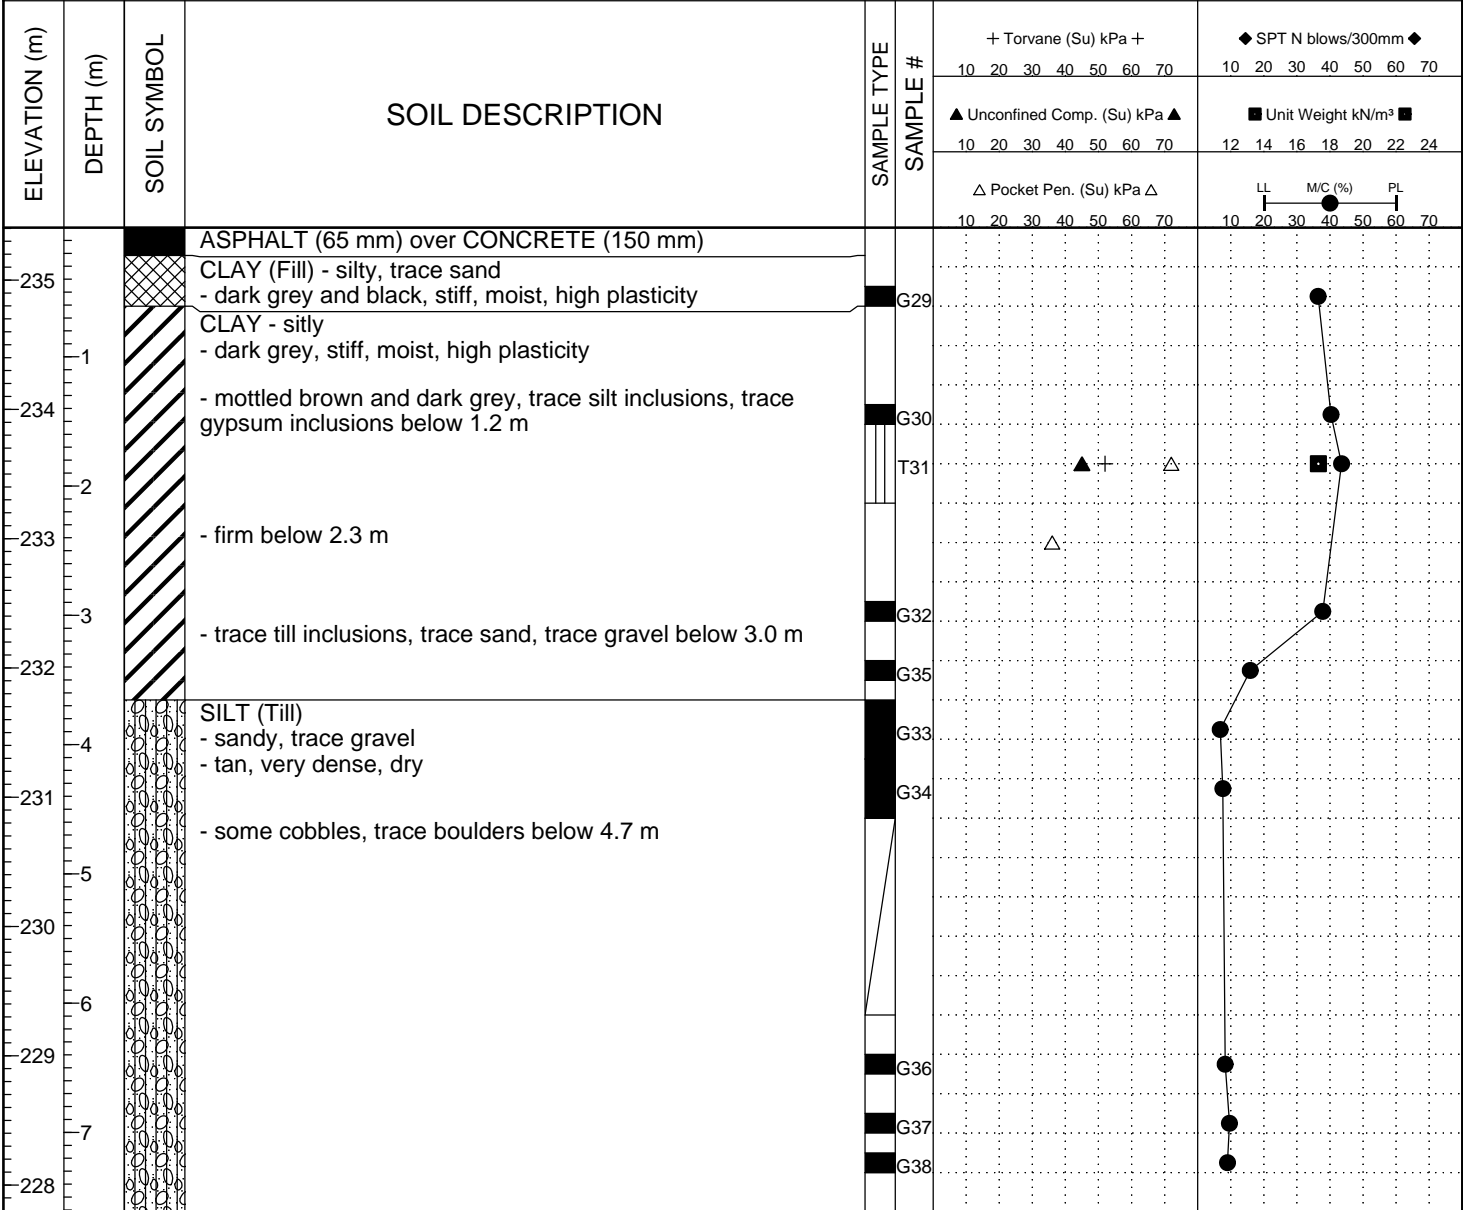 ELEVATION (m)
DEPTH (m)
SOIL SYMBOL
SOIL DESCRIPTION
SAMPLE TYPE
SAMPLE #
+ Torvane (Su) kPa +
10 20 30 40 50 60 70
▲ Unconfined Comp. (Su) kPa ▲
10 20 30 40 50 60 70
△ Pocket Pen. (Su) kPa △
10 20 30 40 50 60 70
◆ SPT N blows/300mm ◆
10 20 30 40 60 70
■ Unit Weight kN/m³ ■
12 14 16 18 20 22 24
LL M/C (%) PL
10 20 30 40 60 70
ASPHALT (65 mm) over CONCRETE (150 mm)
CLAY (Fill) - silty, trace sand
235
- dark grey and black, stiff, moist, high plasticity
G29
CLAY - sitly
- dark grey, stiff, moist, high plasticity
1
- mottled brown and dark grey, trace silt inclusions, trace
234
gypsum inclusions below 1.2 m
G30
T31
2
- firm below 2.3 m
233
3
G32
- trace till inclusions, trace sand, trace gravel below 3.0 m
232
G35
SILT (Till)
- sandy, trace gravel
G33
4
- tan, very dense, dry
231
G34
- some cobbles, trace boulders below 4.7 m
5
230
6
229
G36
7
G37
G38
228